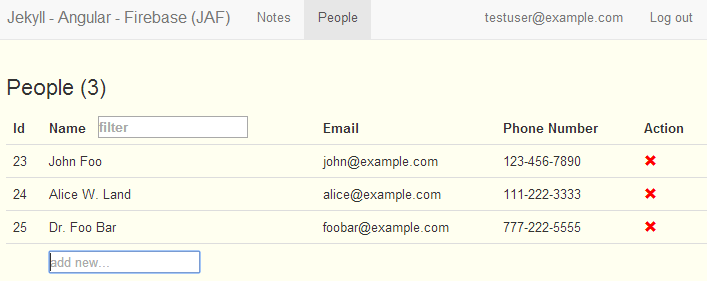 Jekyll - Angular - Firebase (JAF) Notes People testuser@example.com Log out
People (3)
Id Name filter Email Phone Number Action
23 John Foo john@example.com 123-456-7890
24 Alice W. Land alice@example.com 111-222-3333
25 Dr. Foo Bar foobar@example.com 777-222-5555
add new...